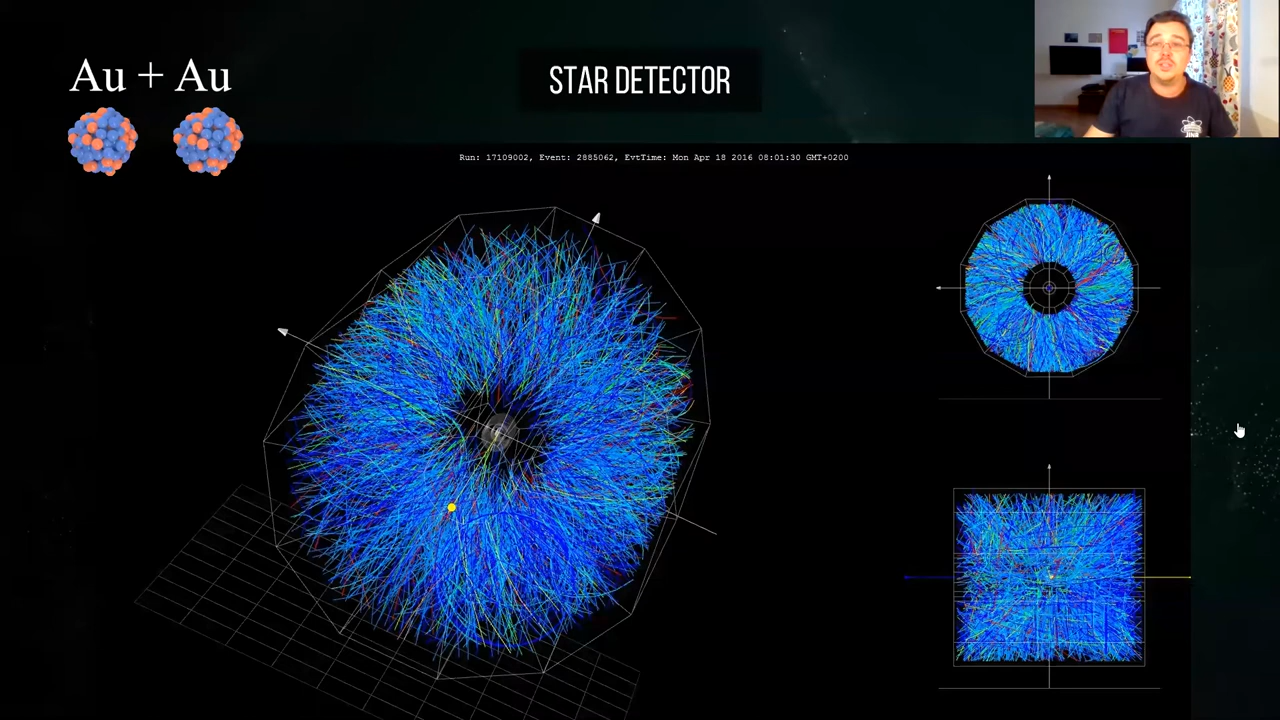 Au + Au
STAR DETECTOR
Run: 17109002, Event: 2885062, EvtTime: Mon Apr 18 2016 08:01:30 GMT+0200